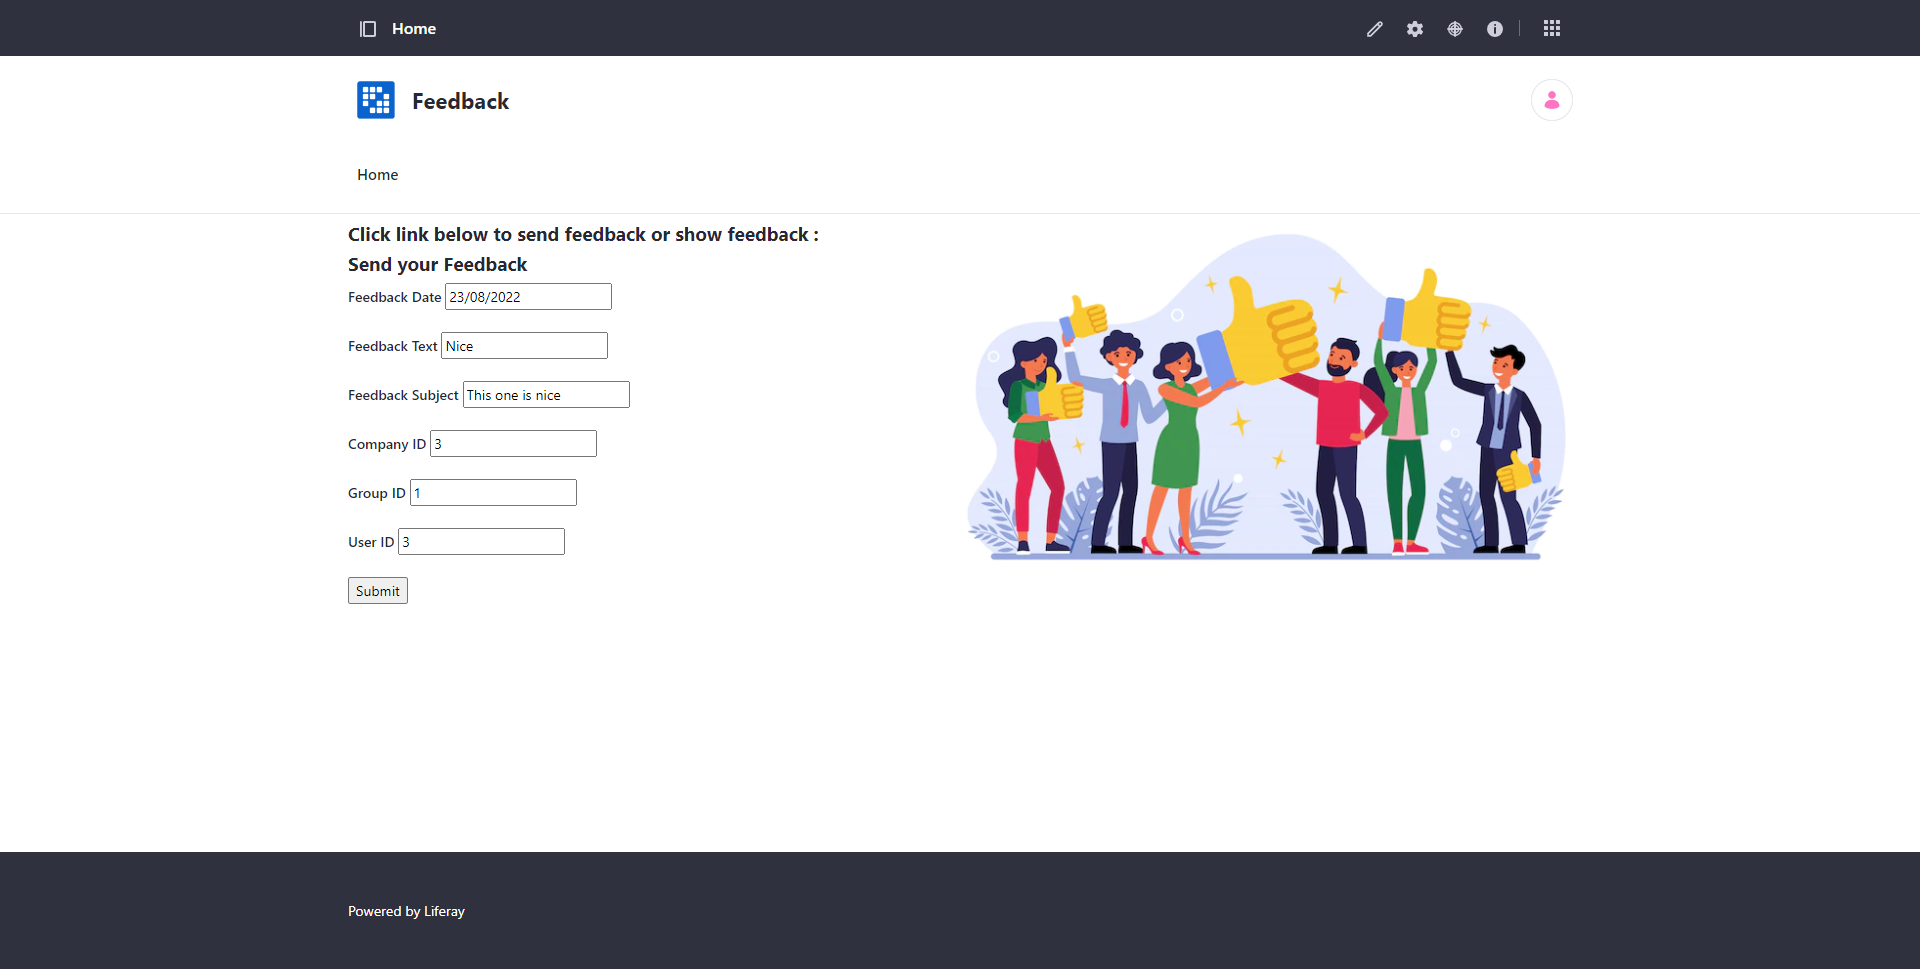 Home
Feedback
Home
Click link below to send feedback or show feedback :
Send your Feedback
Feedback Date 23/08/2022
Feedback Text Nice
Feedback Subject This one is nice
Company ID 3
Group ID 1
User ID 3
Submit
Powered by Liferay